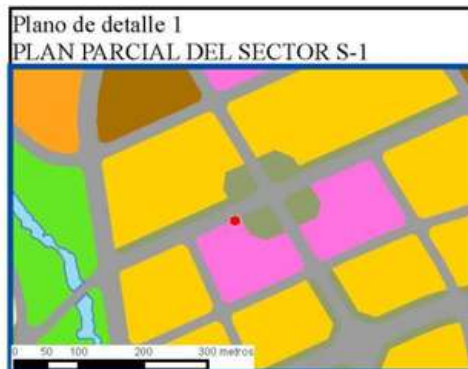 Plano de detalle 1
PLAN PARCIAL DEL SECTOR S-1
0 50 100 200 300 metros